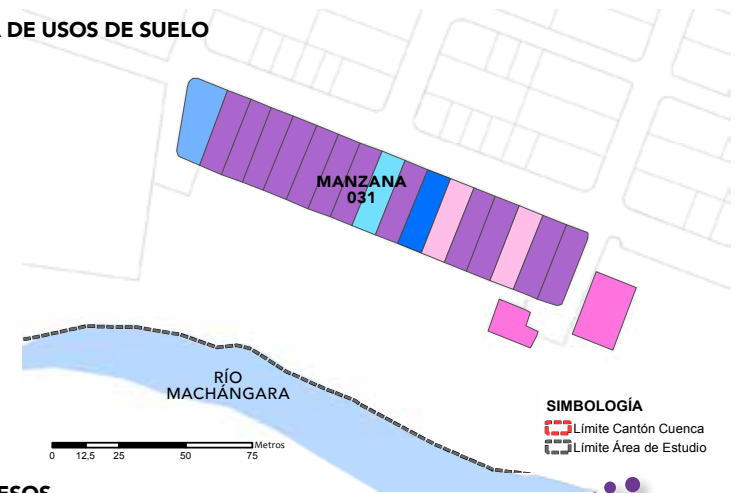 DE USOS DE SUELO
MANZANA
031
RÍO
MACHÁNGARA
SIMBOLOGÍA
Límite Cantón Cuenca
Límite Área de Estudio
Metros
0 12,5 25 50 75